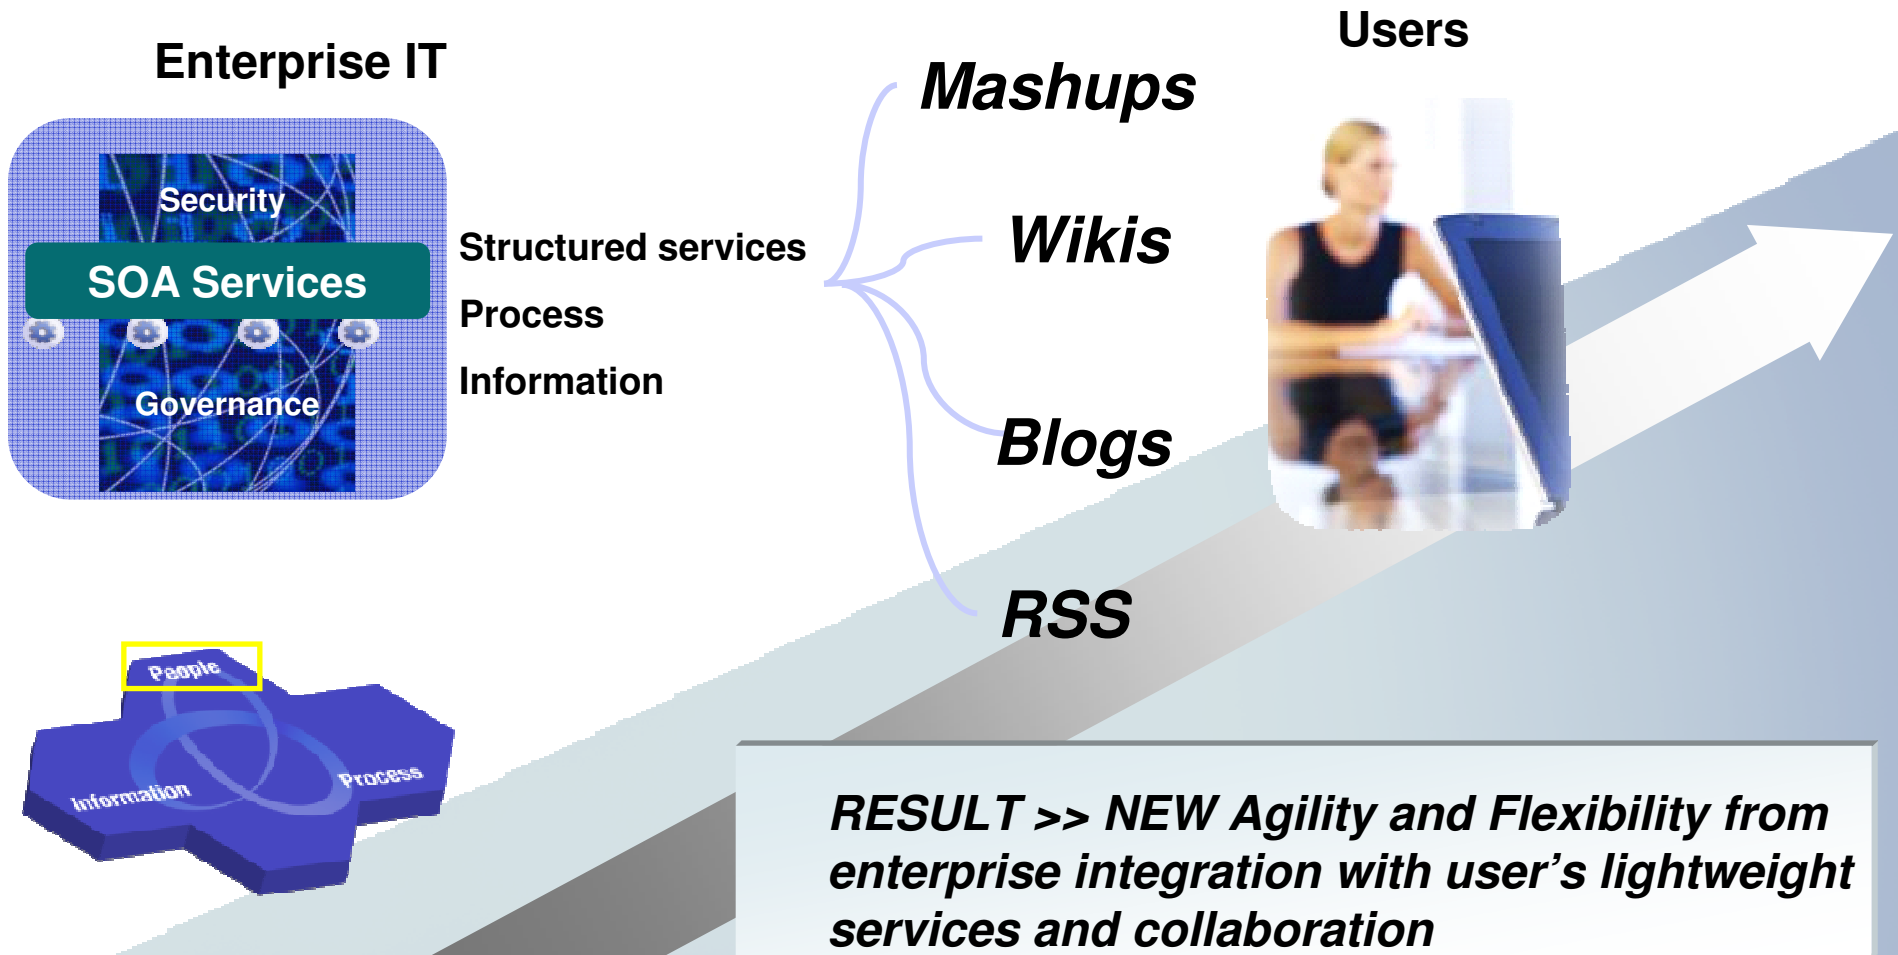 Enterprise IT
Users
Security
SOA Services
Governance
Structured services
Process
Information
Mashups
Wikis
Blogs
RSS
People
Information
Process
RESULT >> NEW Agility and Flexibility from
enterprise integration with user's lightweight
services and collaboration